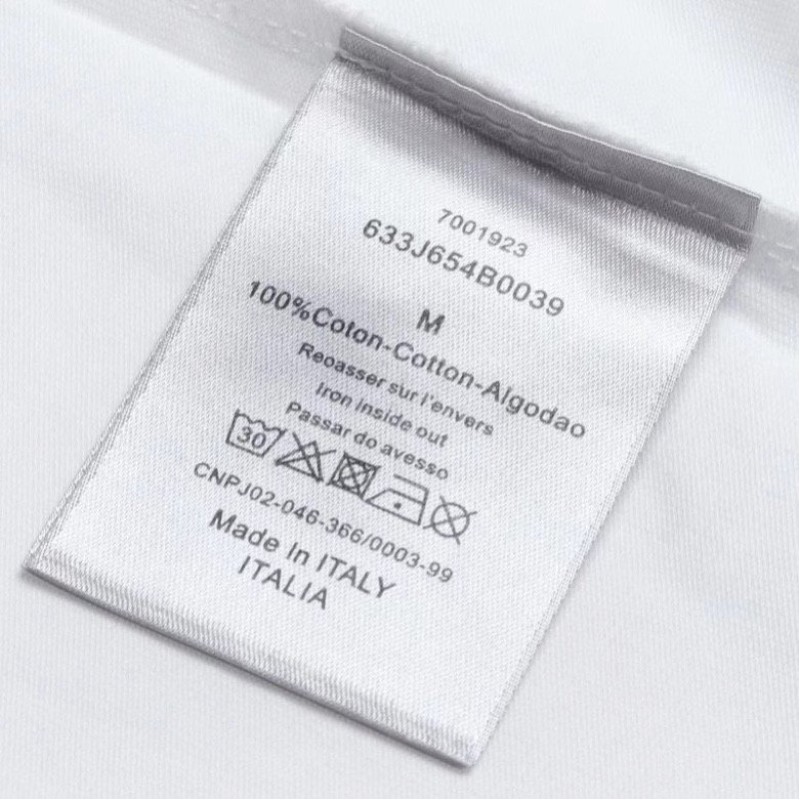 7001923
633J654B0039
M
100%Coton-Cotton-Algodao
Reoasser sur l'envers
Iron inside out
Passar do avesso
30
CNPJ02-046-366/0003-99
Made In ITALY
ITALIA